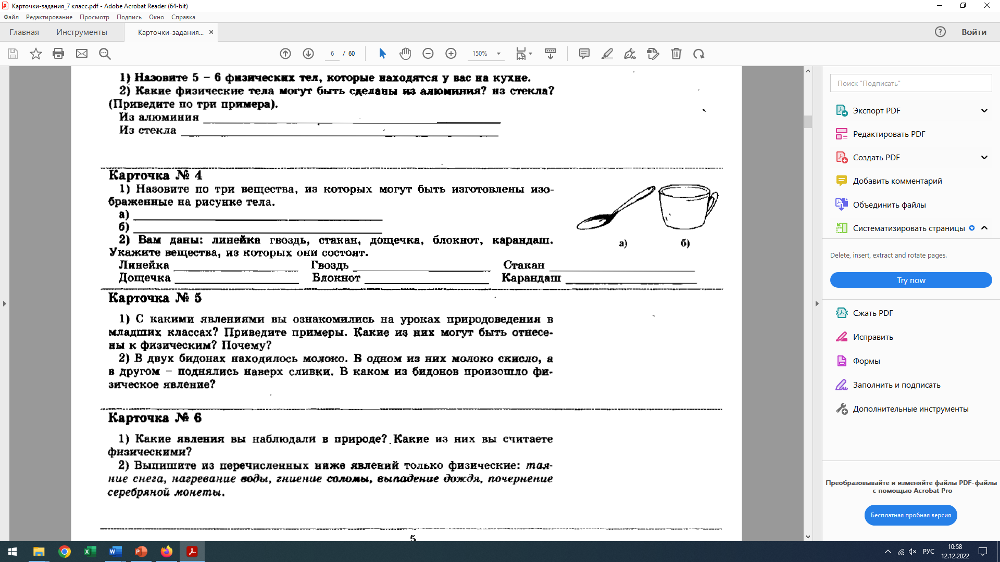 Карточки-задания_7 класс.pdf - Adobe Acrobat Reader (64-bit)
Файл Редактирование Просмотр Подпись Окно Справка
Главная Инструменты Карточки-задания... × Войти
6 / 60 150%
1) Назовите 5 – 6 физических тел, которые находятся у вас на кухне.
2) Какие физические тела могут быть сделаны из алюминия? из стекла?
(Приведите по три примера).
Из алюминия
Из стекла
Карточка № 4
1) Назовите по три вещества, из которых могут быть изготовлены изо-
браженные на рисунке тела.
а)
б)
а) б)
2) Вам даны: линейка гвоздь, стакан, дощечка, блокнот, карандаш.
Укажите вещества, из которых они состоят.
Линейка Гвоздь Стакан
Дощечка Блокнот Карандаш
Карточка № 5
1) С какими явлениями вы ознакомились на уроках природоведения в
младших классах? Приведите примеры. Какие из них могут быть отнесе-
ны к физическим? Почему?
2) В двух бидонах находилось молоко. В одном из них молоко скисло, а
в другом – поднялись наверх сливки. В каком из бидонов произошло фи-
зическое явление?
Карточка № 6
1) Какие явления вы наблюдали в природе? Какие из них вы считаете
физическими?
2) Выпишите из перечисленных ниже явлений только физические: тая-
ние снега, нагревание воды, гниение соломы, выпадение дождя, почернение
серебряной монеты.
5
Поиск "Подписать"
Экспорт PDF
Редактировать PDF
Создать PDF
Добавить комментарий
Объединить файлы
Систематизировать страницы
Delete, insert, extract and rotate pages.
Try now
Сжать PDF
Исправить
Формы
Заполнить и подписать
Дополнительные инструменты
Преобразовывайте и изменяйте файлы PDF-файлы
с помощью Acrobat Pro
Бесплатная пробная версия
РУС 10:58
12.12.2022